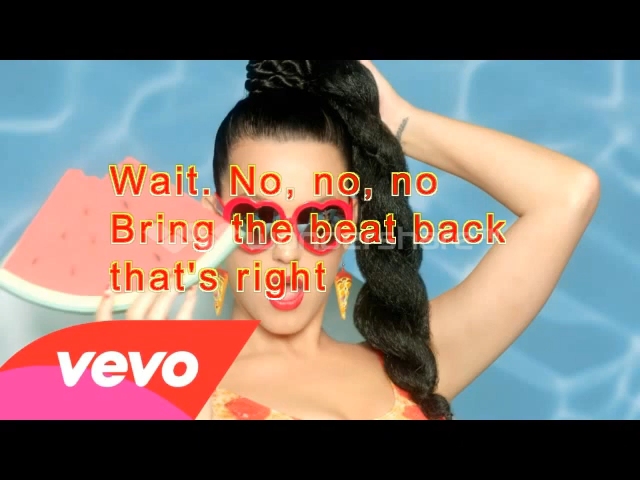 Wait. No, no, no
Bring the beat back
that's right
vevo